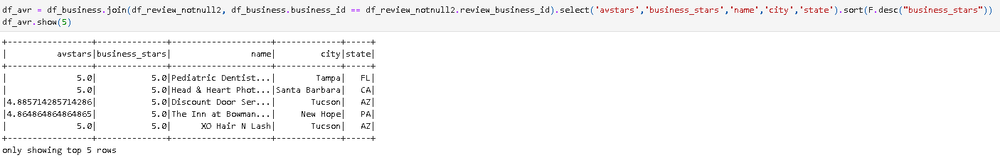 df_avr = df_business.join(df_review_notnull2, df_business.business_id == df_review_notnull2.review_business_id).select('avstars','business_stars','name','city','state').sort(F.desc("business_stars"))
df_avr.show(5)
+-----------------+--------------+--------------------+-------------+-----+
|          avstars|business_stars|                name|         city|state|
+-----------------+--------------+--------------------+-------------+-----+
|              5.0|           5.0|Pediatric Dentist...|        Tampa|   FL|
|              5.0|           5.0|Head & Heart Phot...|Santa Barbara|   CA|
|4.885714285714286|           5.0|Discount Door Ser...|       Tucson|   AZ|
|4.864864864864865|           5.0|The Inn at Bowman...|     New Hope|   PA|
|              5.0|           5.0|      XO Hair N Lash|       Tucson|   AZ|
+-----------------+--------------+--------------------+-------------+-----+
only showing top 5 rows